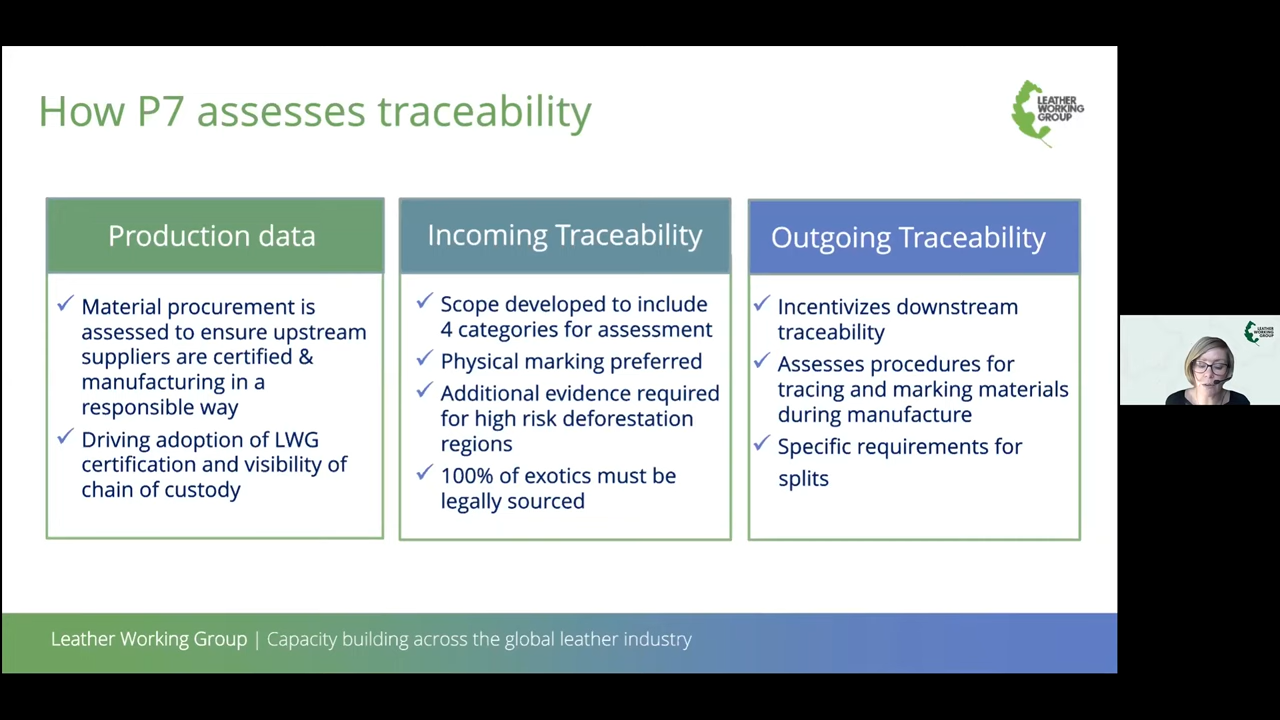 How P7 assesses traceability
LEATHER
WORKING
GROUP
Production data
Material procurement is
assessed to ensure upstream
suppliers are certified &
manufacturing in a
responsible way
Driving adoption of LWG
certification and visibility of
chain of custody
Incoming Traceability
Scope developed to include
4 categories for assessment
Physical marking preferred
Additional evidence required
for high risk deforestation
regions
100% of exotics must be
legally sourced
Outgoing Traceability
Incentivizes downstream
traceability
Assesses procedures for
tracing and marking materials
during manufacture
Specific requirements for
splits
Leather Working Group | Capacity building across the global leather industry
LEATHER
WORKING
GROUP